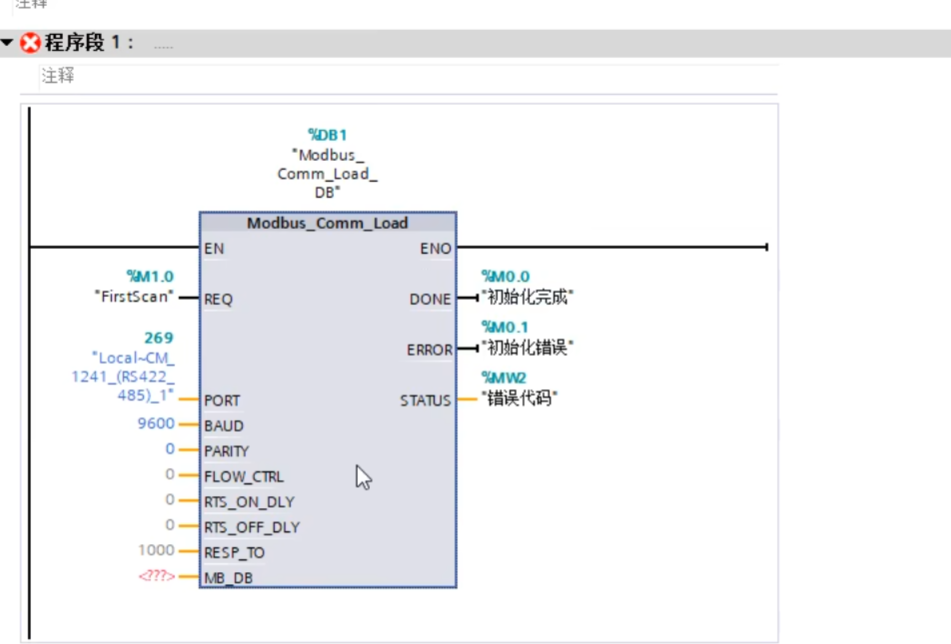 注释
程序段 1： .....
注释
%DB1
"Modbus_
Comm_Load_
DB"
Modbus_Comm_Load
EN
ENO
%M1.0
"FirstScan"
REQ
DONE
%M0.0
"初始化完成"
ERROR
%M0.1
"初始化错误"
269
"Local~CM_
1241_(RS422_
485)_1"
PORT
STATUS
%MW2
"错误代码"
9600
BAUD
0
PARITY
0
FLOW_CTRL
0
RTS_ON_DLY
0
RTS_OFF_DLY
1000
RESP_TO
<???>
MB_DB